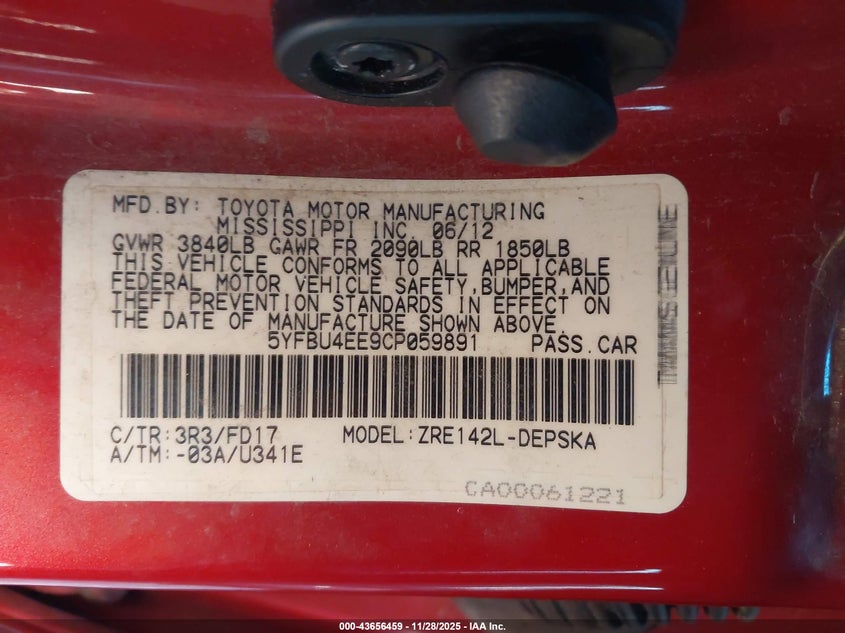 MFD.BY: TOYOTA MOTOR MANUFACTURING
MISSISSIPPI INC. 06/12
GVWR 3840LB GAWR FR 2090LB RR 1850LB
THIS VEHICLE CONFORMS TO ALL APPLICABLE
FEDERAL MOTOR VEHICLE SAFETY,BUMPER,AND
THEFT PREVENTION STANDARDS IN EFFECT ON
THE DATE OF MANUFACTURE SHOWN ABOVE.
5YFBU4EE9CP059891 PASS.CAR
C/TR:3R3/FD17 MODEL:ZRE142L-DEPSKA
A/TM:-03A/U341E
CA00061221
000-43656459 - 11/28/2025 - IAA Inc.